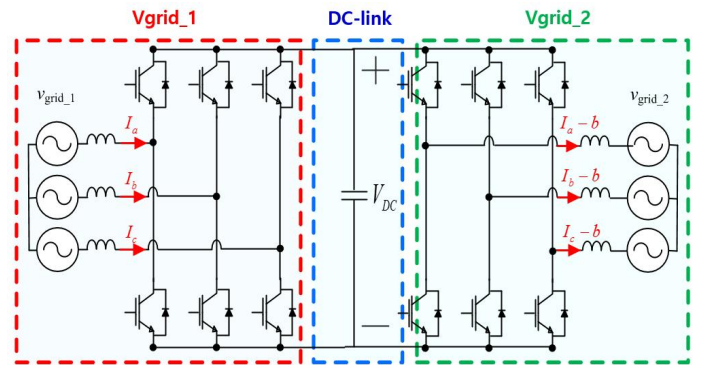 Vgrid_1
DC-link
Vgrid_2
vgrid_1
vgrid_2
+
Ia
Ia − b
Ib
VDC
Ib − b
Ic
Ic − b
−